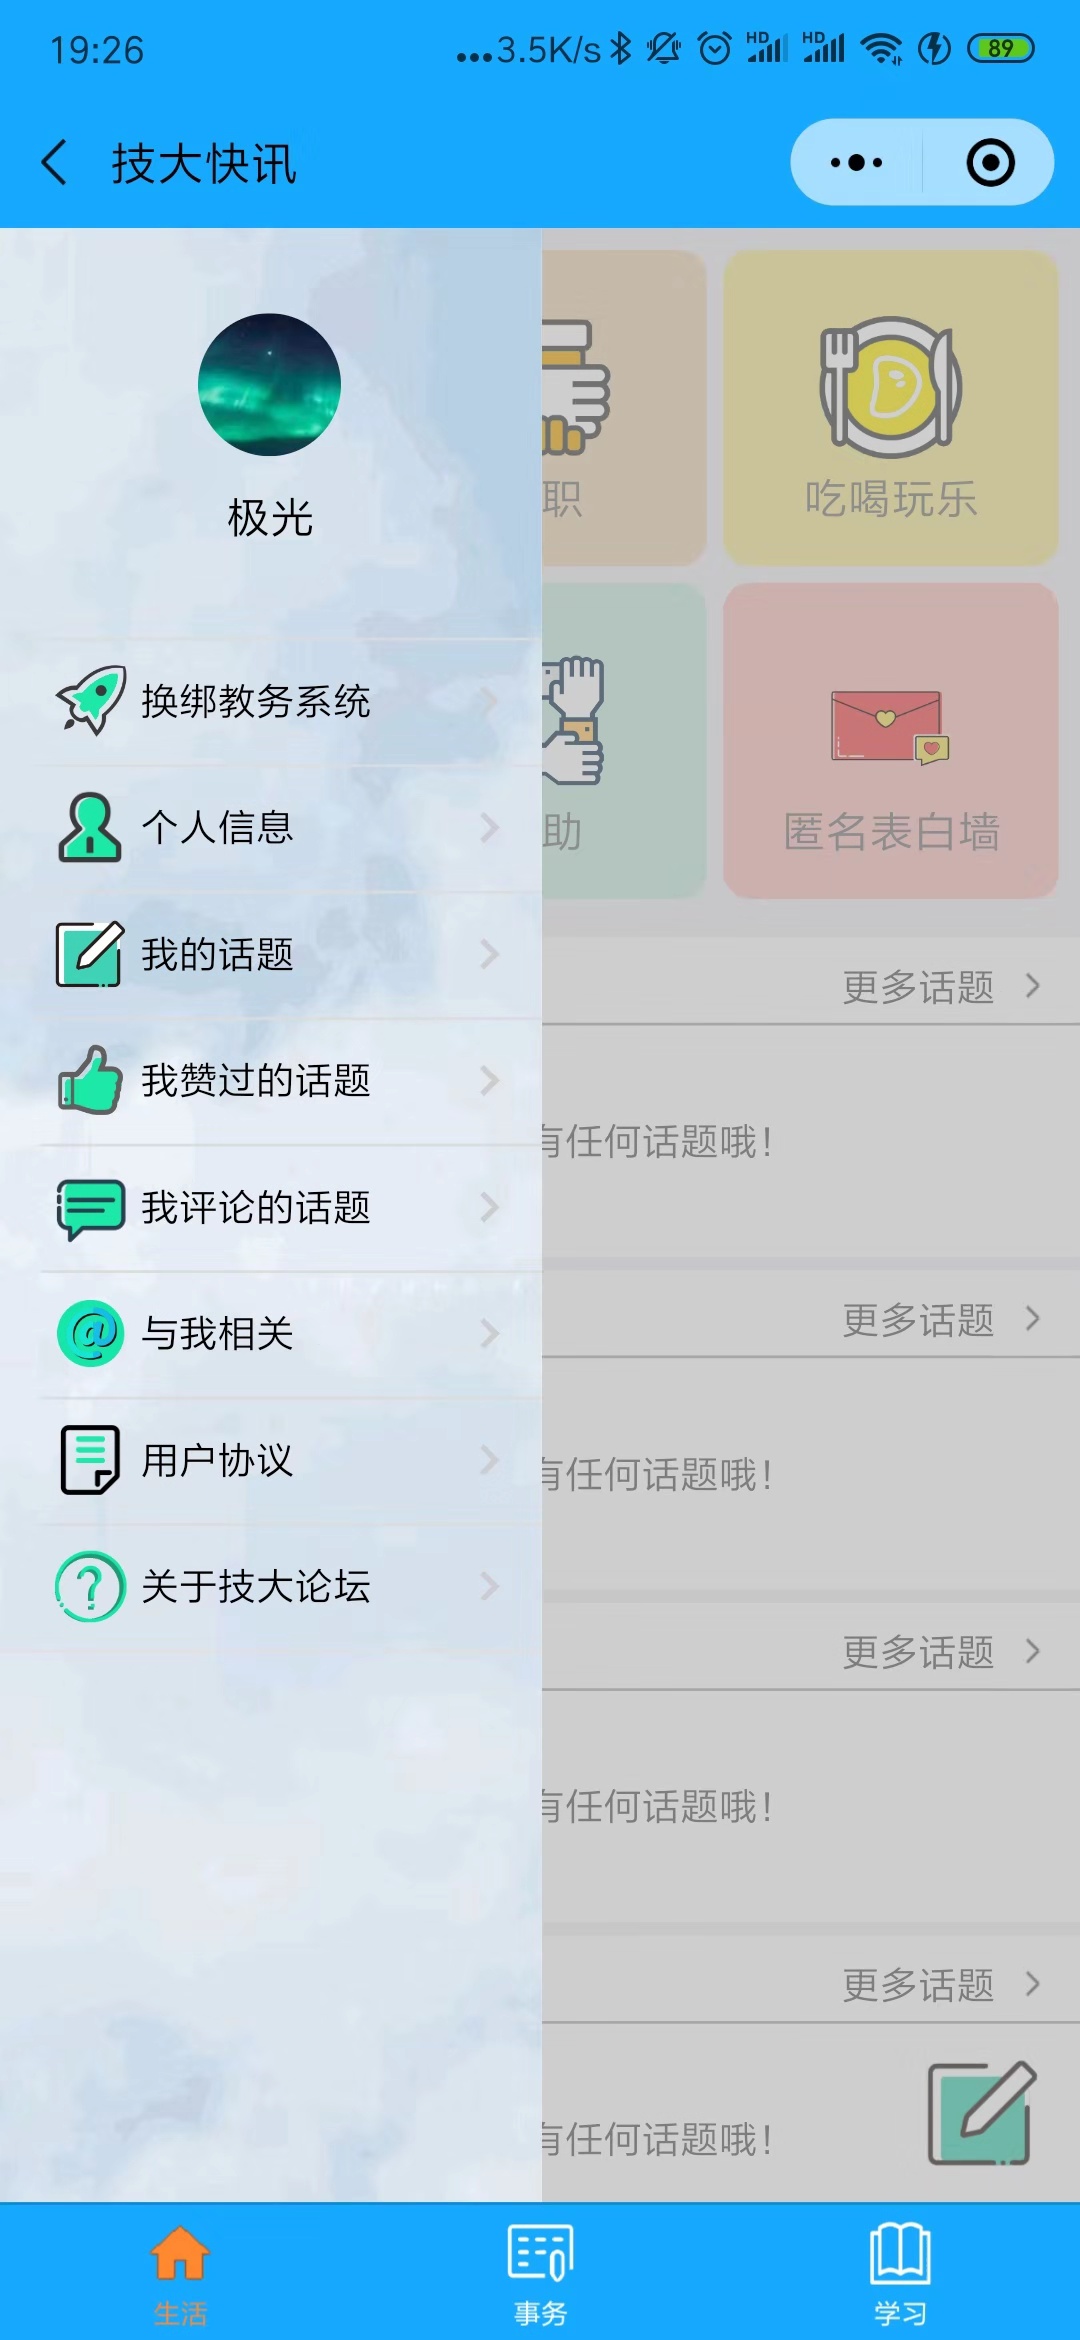 19:26
...3.5K/s
HD
HD
89
技大快讯
极光
换绑教务系统
个人信息
我的话题
我赞过的话题
我评论的话题
与我相关
用户协议
关于技大论坛
职
吃喝玩乐
助
匿名表白墙
更多话题
有任何话题哦!
更多话题
有任何话题哦!
更多话题
有任何话题哦!
更多话题
有任何话题哦!
生活
事务
学习